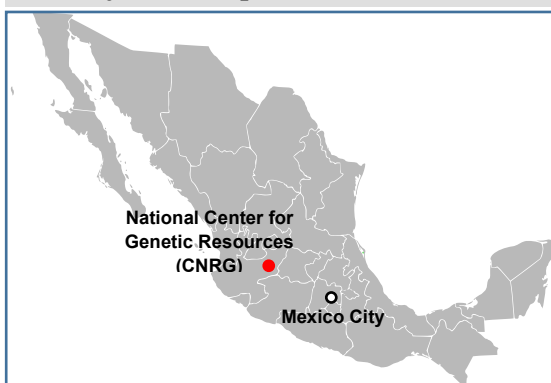 National Center for
Genetic Resources
(CNRG)
Mexico City